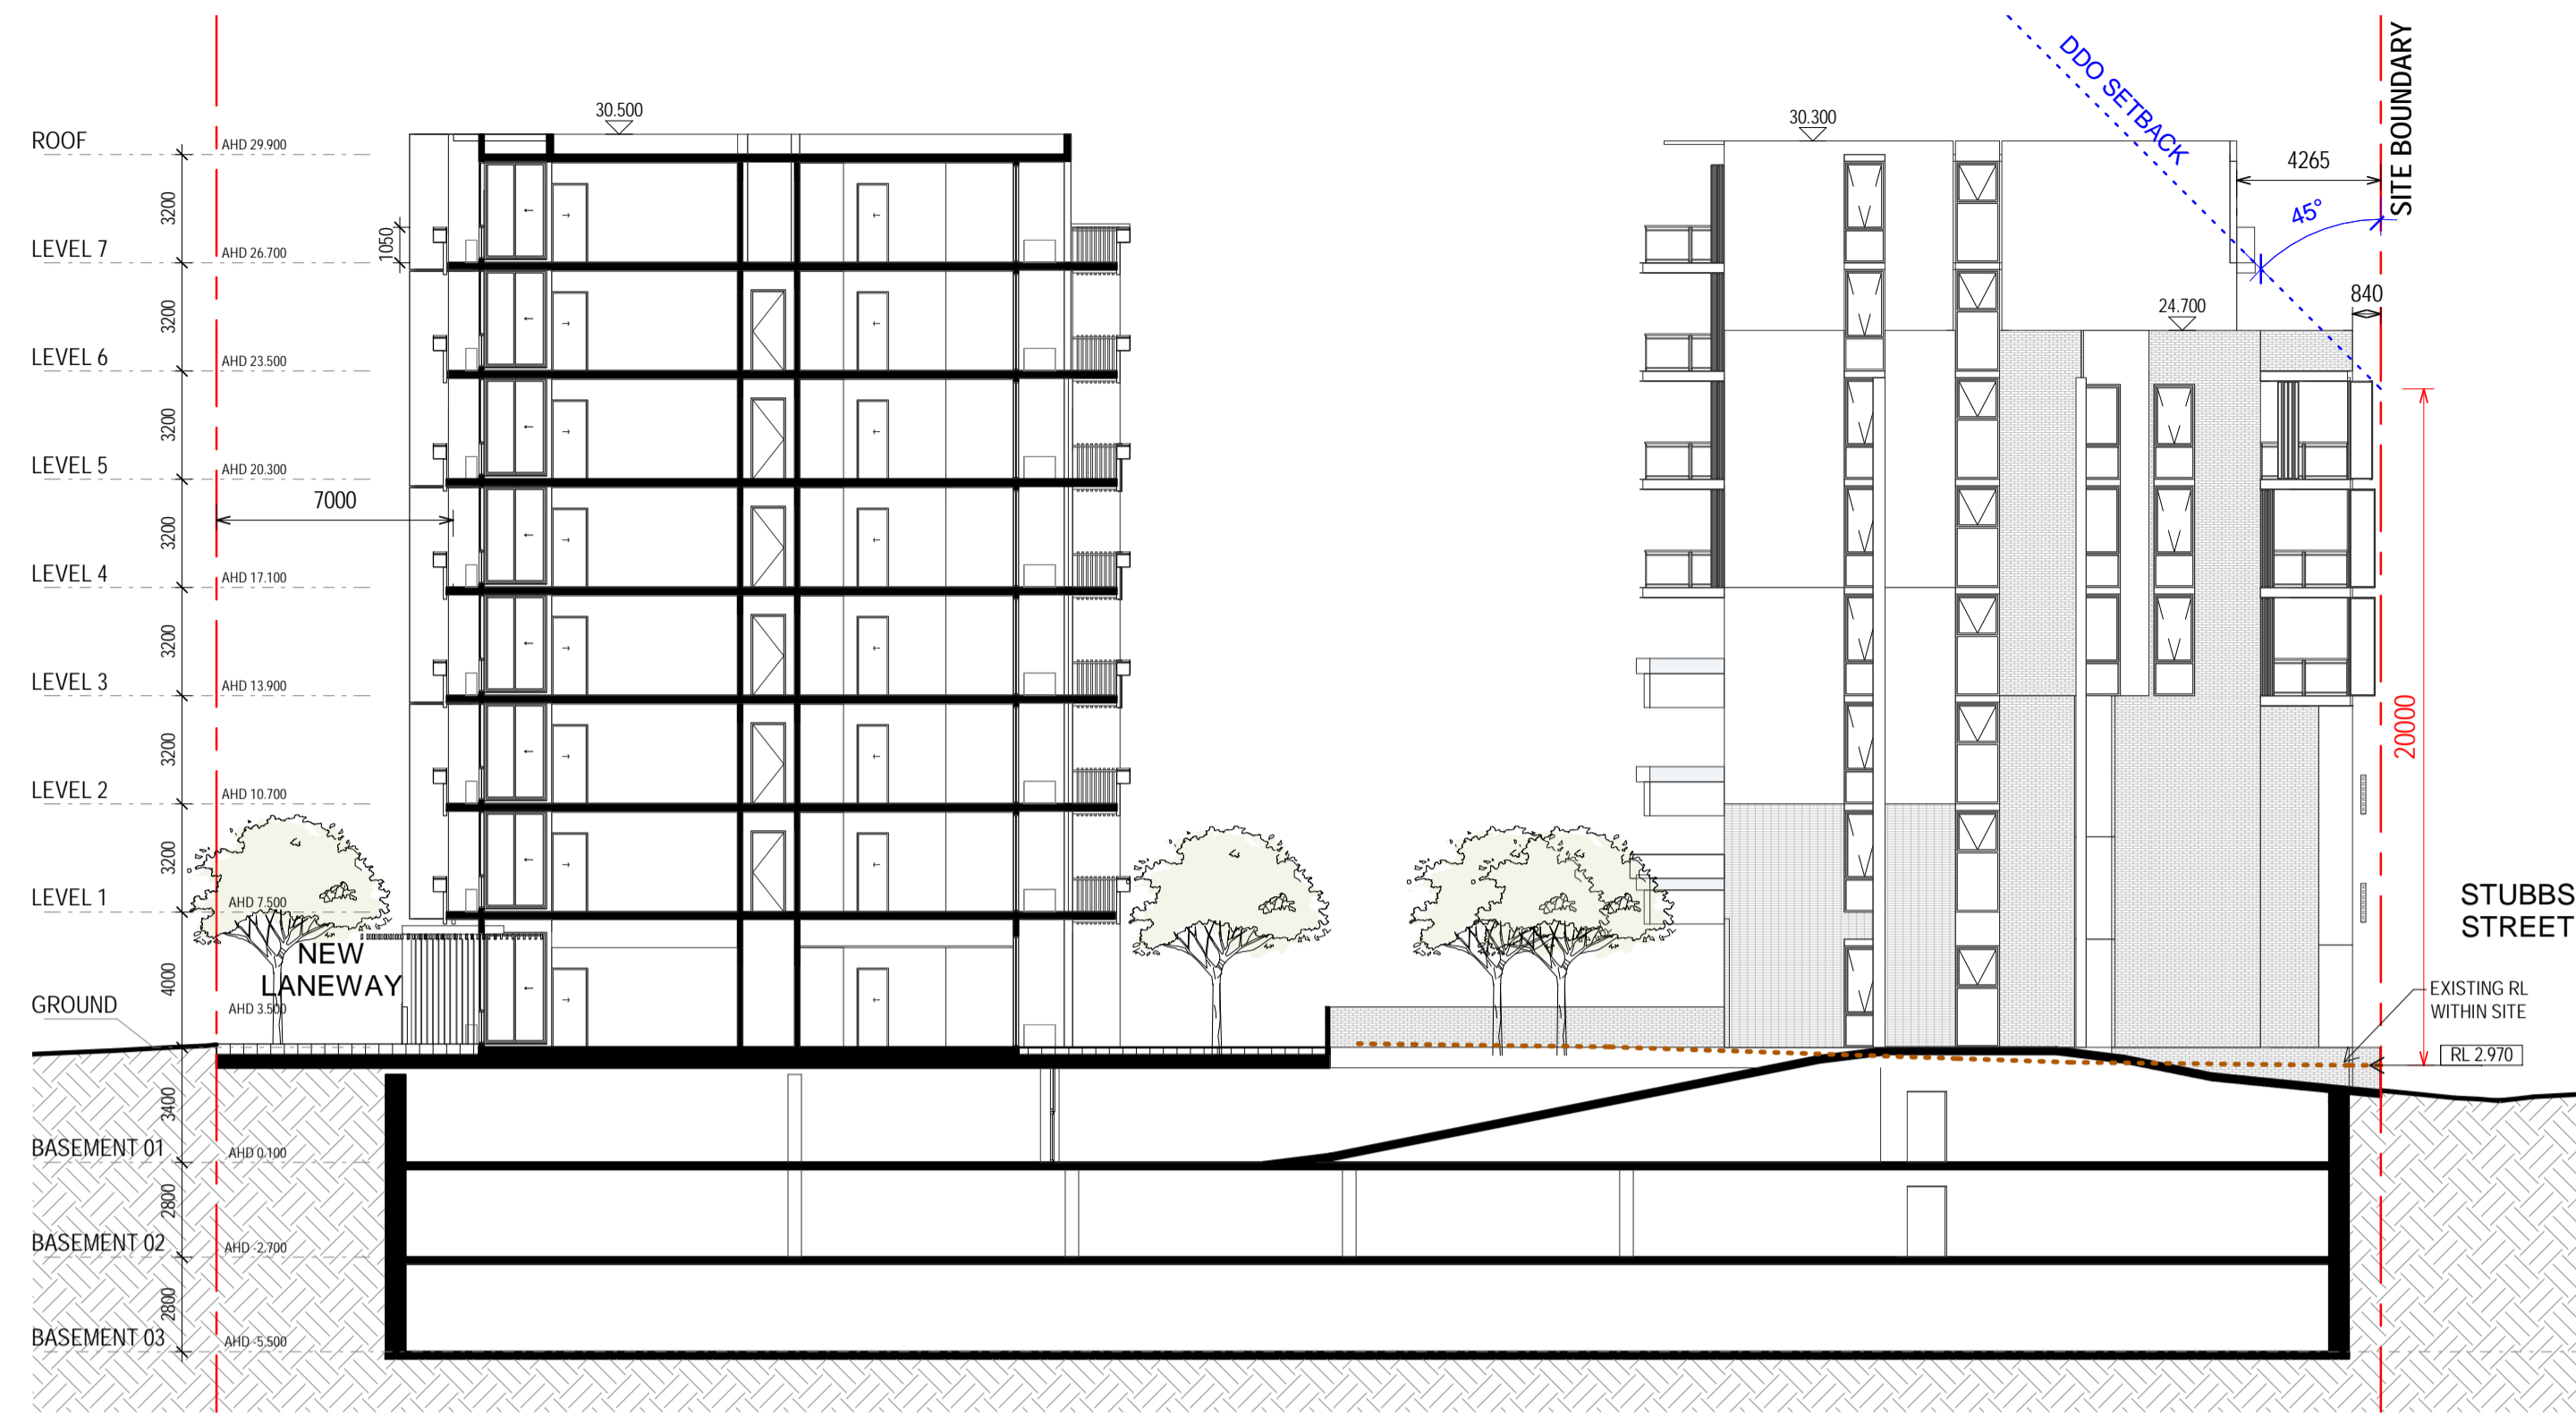 DDO SETBACK
SITE BOUNDARY
30.500
30.300
ROOF
AHD 29.900
4265
45°
3200
1050
LEVEL 7
AHD 26.700
840
24.700
3200
LEVEL 6
AHD 23.500
3200
LEVEL 5
AHD 20.300
7000
3200
LEVEL 4
AHD 17.100
3200
LEVEL 3
AHD 13.900
20000
3200
LEVEL 2
AHD 10.700
3200
LEVEL 1
AHD 7.500
STUBBS
STREET
NEW
LANEWAY
4000
GROUND
AHD 3.500
EXISTING RL
WITHIN SITE
RL 2.970
3400
BASEMENT 01
AHD 0.100
2800
BASEMENT 02
AHD -2.700
2800
BASEMENT 03
AHD -5.500